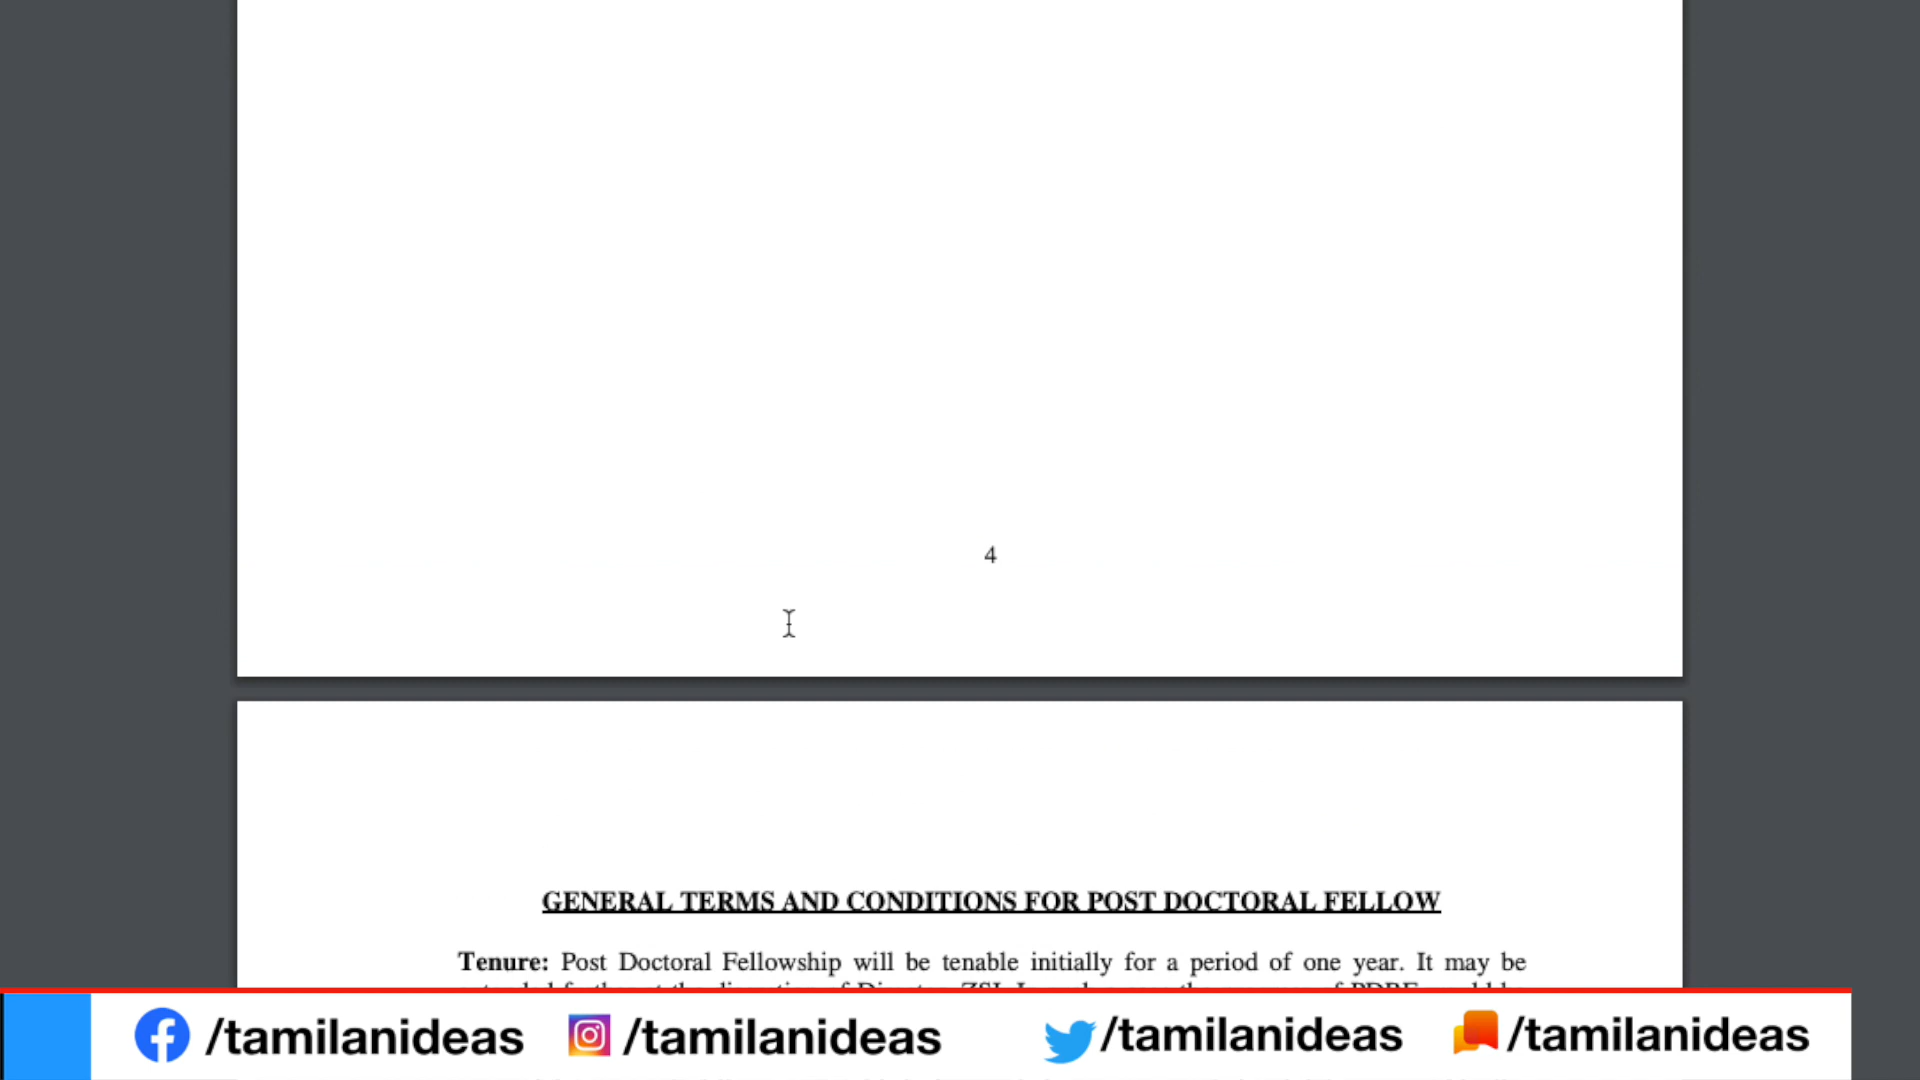 4
GENERAL TERMS AND CONDITIONS FOR POST DOCTORAL FELLOW
Tenure: Post Doctoral Fellowship will be tenable initially for a period of one year. It may be
/tamilanideas /tamilanideas /tamilanideas /tamilanideas